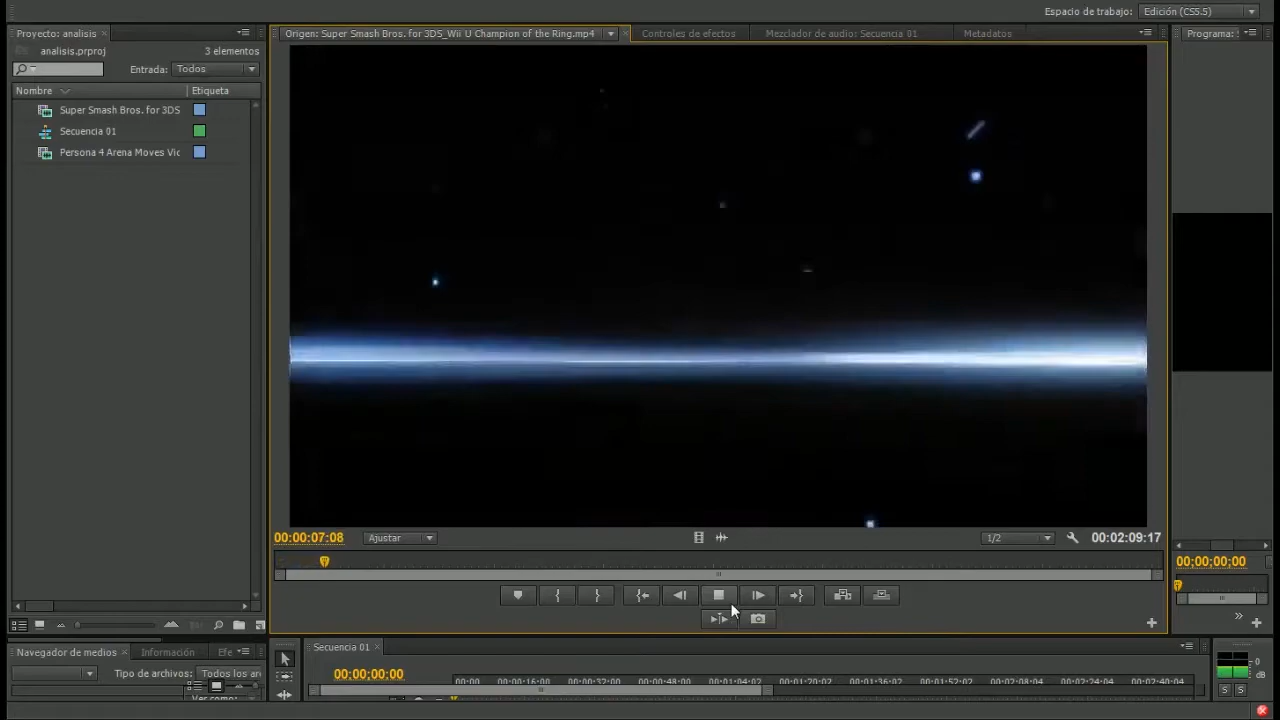 Espacio de trabajo: Edición (CS5.5)
Proyecto: analisis ×
Origen: Super Smash Bros. for 3DS_Wii U Champion of the Ring.mp4
Controles de efectos
Mezclador de audio: Secuencia 01
Metadatos
Programa: S
analisis.prproj
3 elementos
Entrada: Todos
Nombre
Etiqueta
Super Smash Bros. for 3DS
Secuencia 01
Persona 4 Arena Moves Vic
00:00:07:08
Ajustar
1/2
00:02:09:17
00;00;00;00
Navegador de medios ×
Información
Efe
Tipo de archivos: Todos los arc
Ver como:
Secuencia 01 ×
00:00;00:00
00:00
00:00:16:00
00:00:32:00
00:00:48:00
00:01:04:02
00:01:20:02
00:01:36:02
00:01:52:02
00:02:08:04
00:02:24:04
00:02:40:04
0
dB
S
S